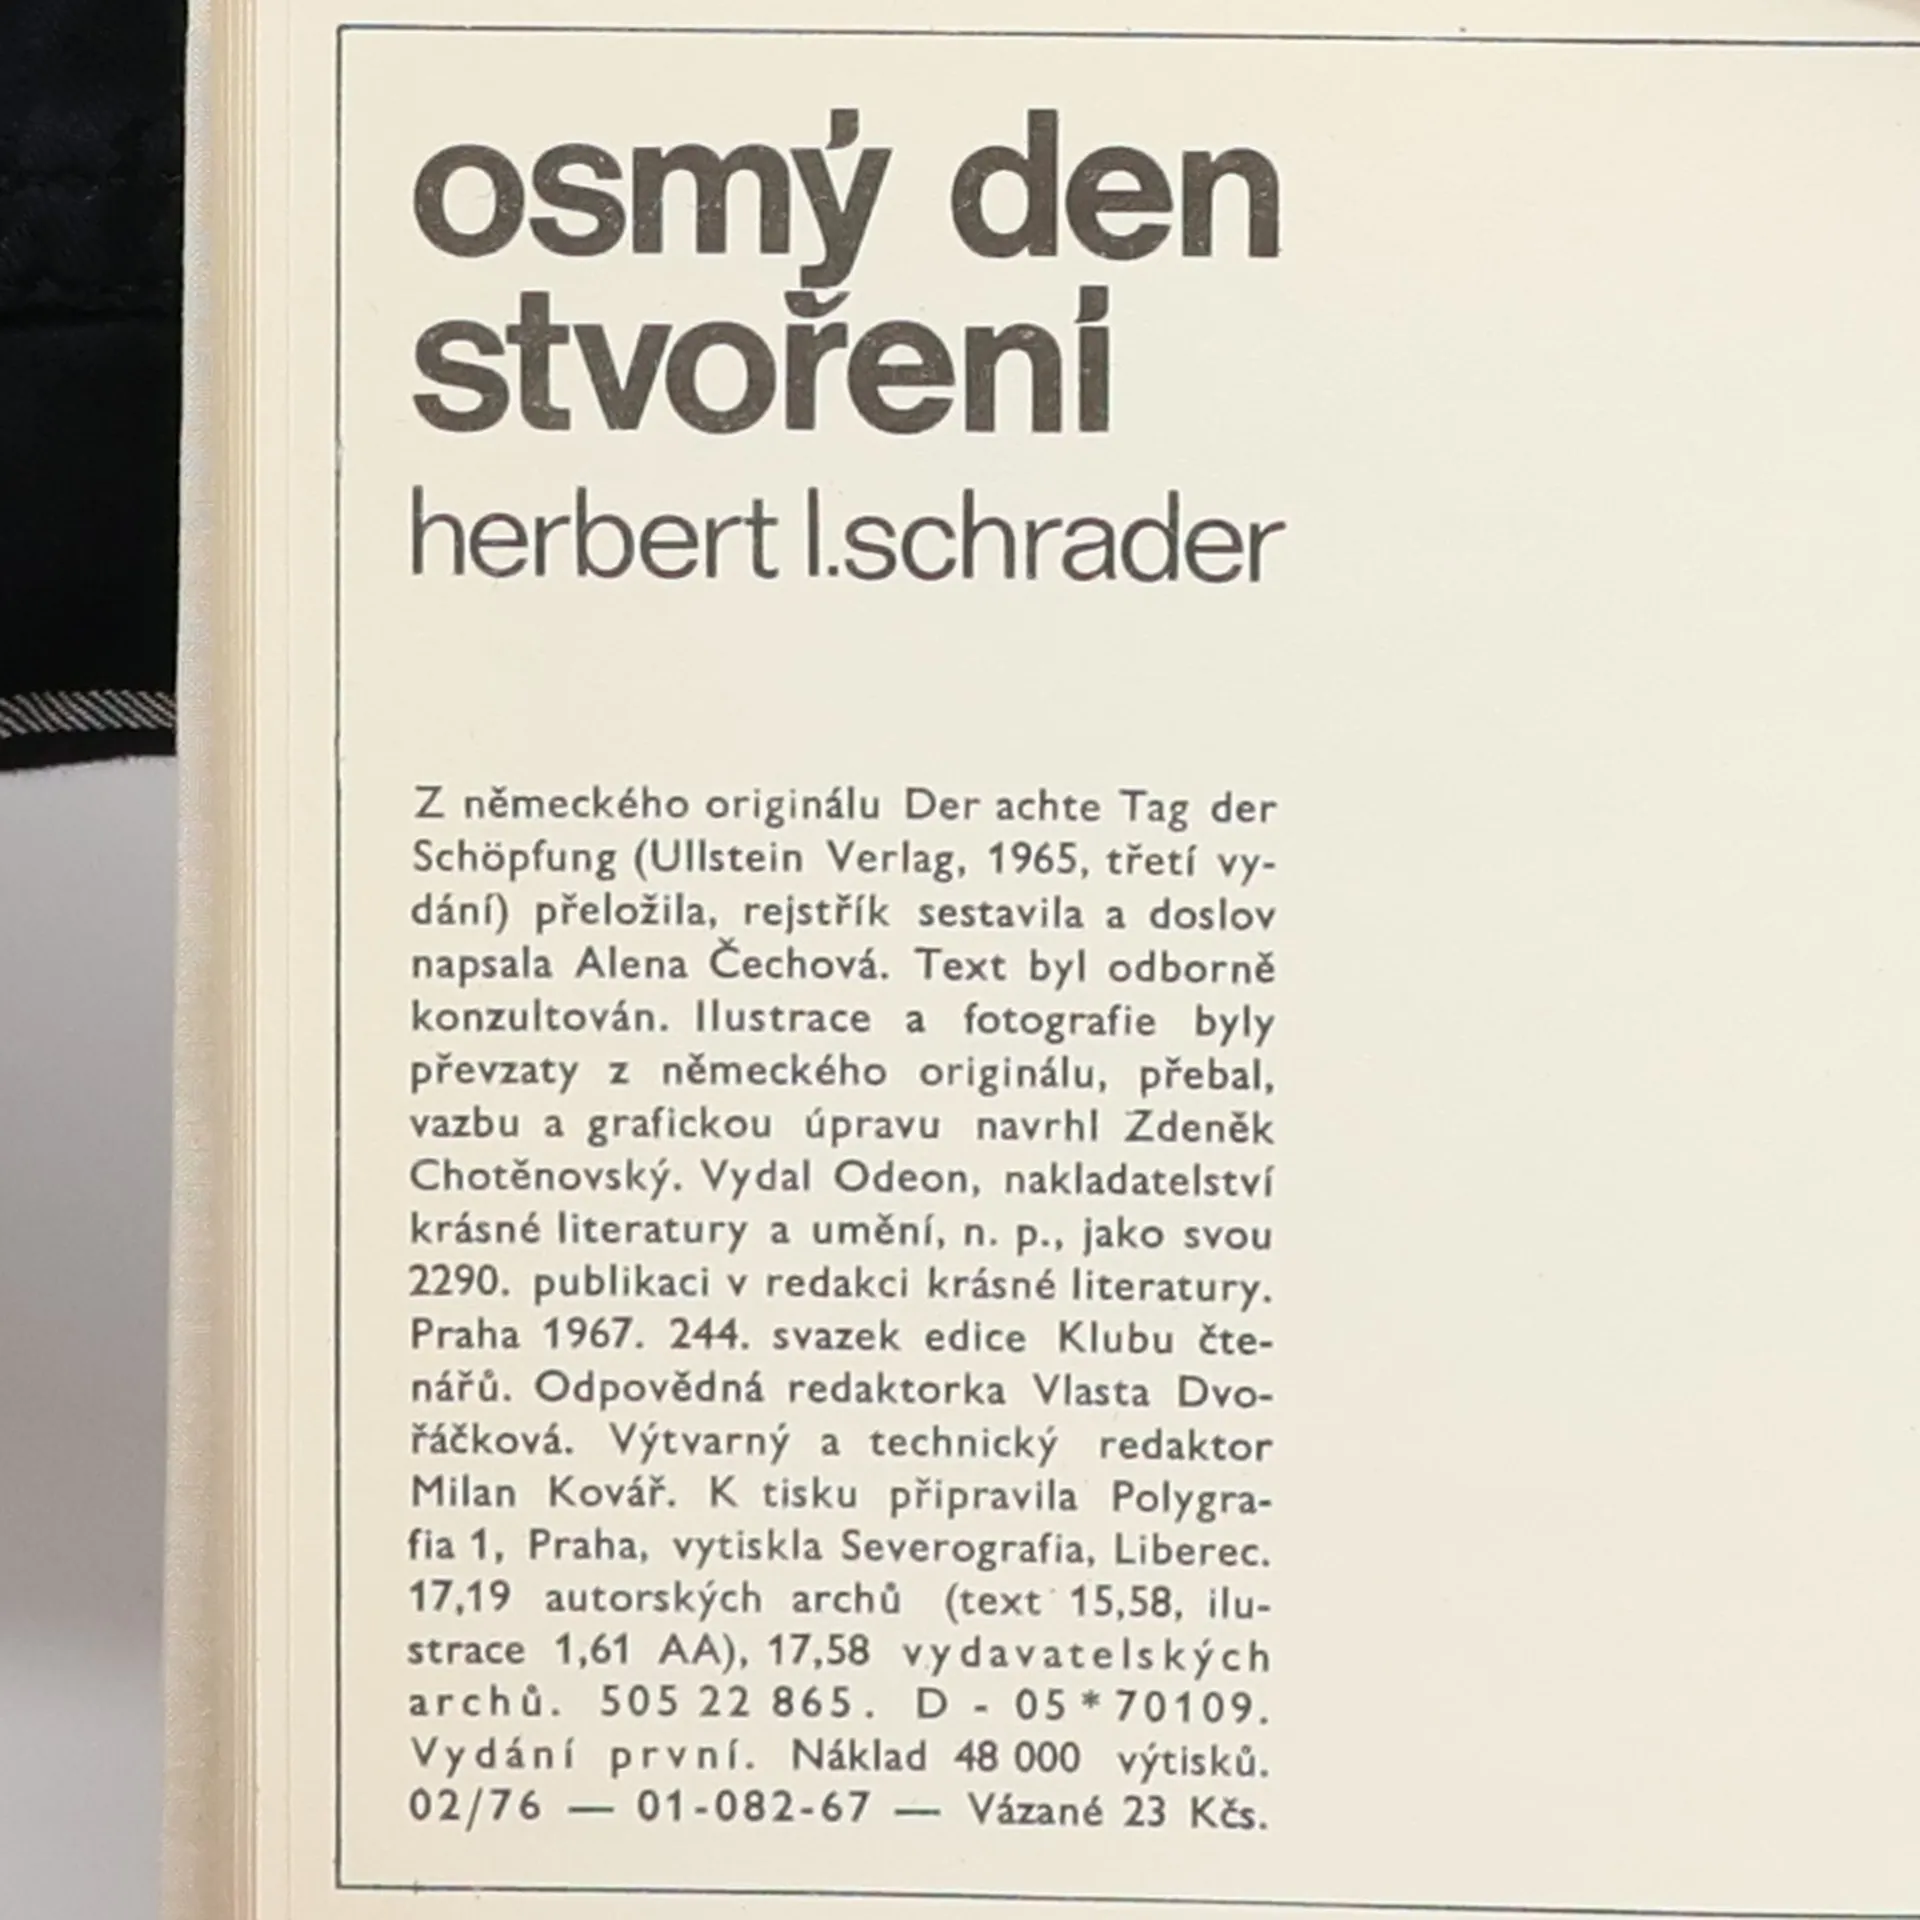 osmý den
stvoření
herbert l.schrader
Z německého originálu Der achte Tag der
Schöpfung (Ullstein Verlag, 1965, třetí vy-
dání) přeložila, rejstřík sestavila a doslov
napsala Alena Čechová. Text byl odborně
konzultován. Ilustrace a fotografie byly
převzaty z německého originálu, přebal,
vazbu a grafickou úpravu navrhl Zdeněk
Chotěnovský. Vydal Odeon, nakladatelství
krásné literatury a umění, n. p., jako svou
2290. publikaci v redakci krásné literatury.
Praha 1967. 244. svazek edice Klubu čte-
nářů. Odpovědná redaktorka Vlasta Dvo-
řáčková. Výtvarný a technický redaktor
Milan Kovář. K tisku připravila Polygra-
fia 1, Praha, vytiskla Severografia, Liberec.
17,19 autorských archů (text 15,58, ilu-
strace 1,61 AA), 17,58 vydavatelských
archů. 505 22 865. D - 05*70109.
Vydání první. Náklad 48 000 výtisků.
02/76 — 01-082-67 — Vázané 23 Kčs.